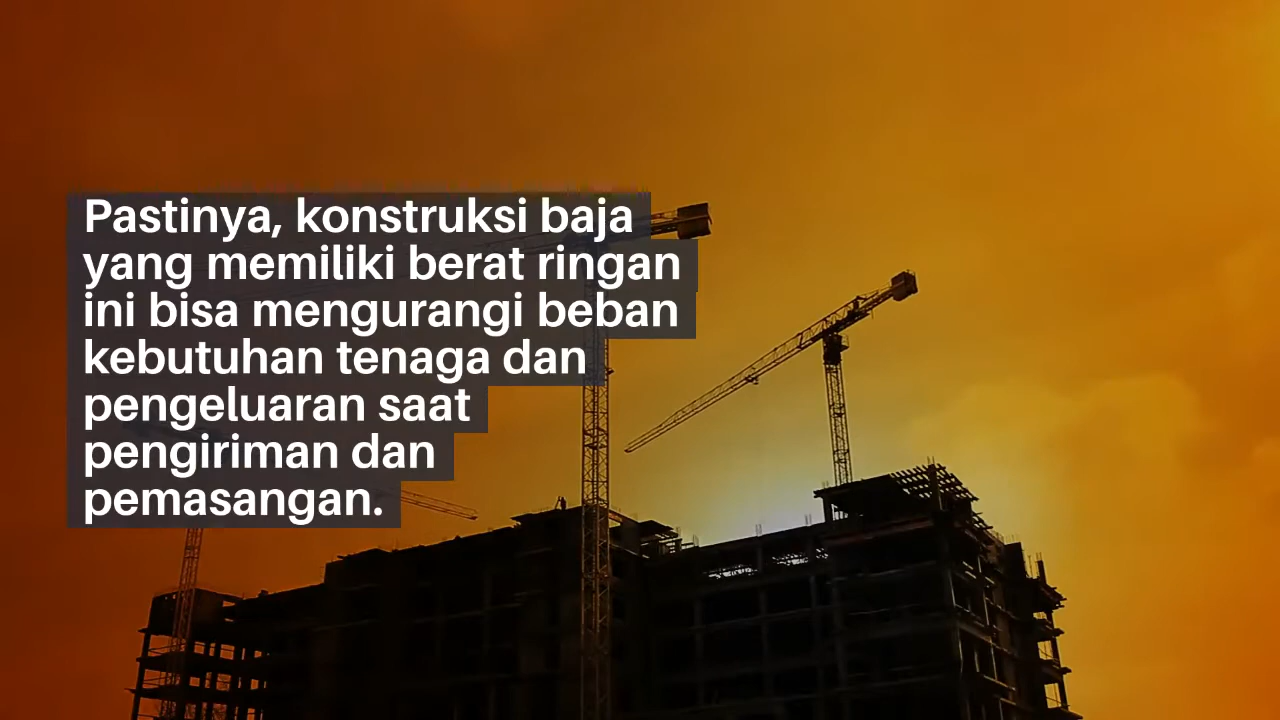 Pastinya, konstruksi baja
yang memiliki berat ringan
ini bisa mengurangi beban
kebutuhan tenaga dan
pengeluaran saat
pengiriman dan
pemasangan.